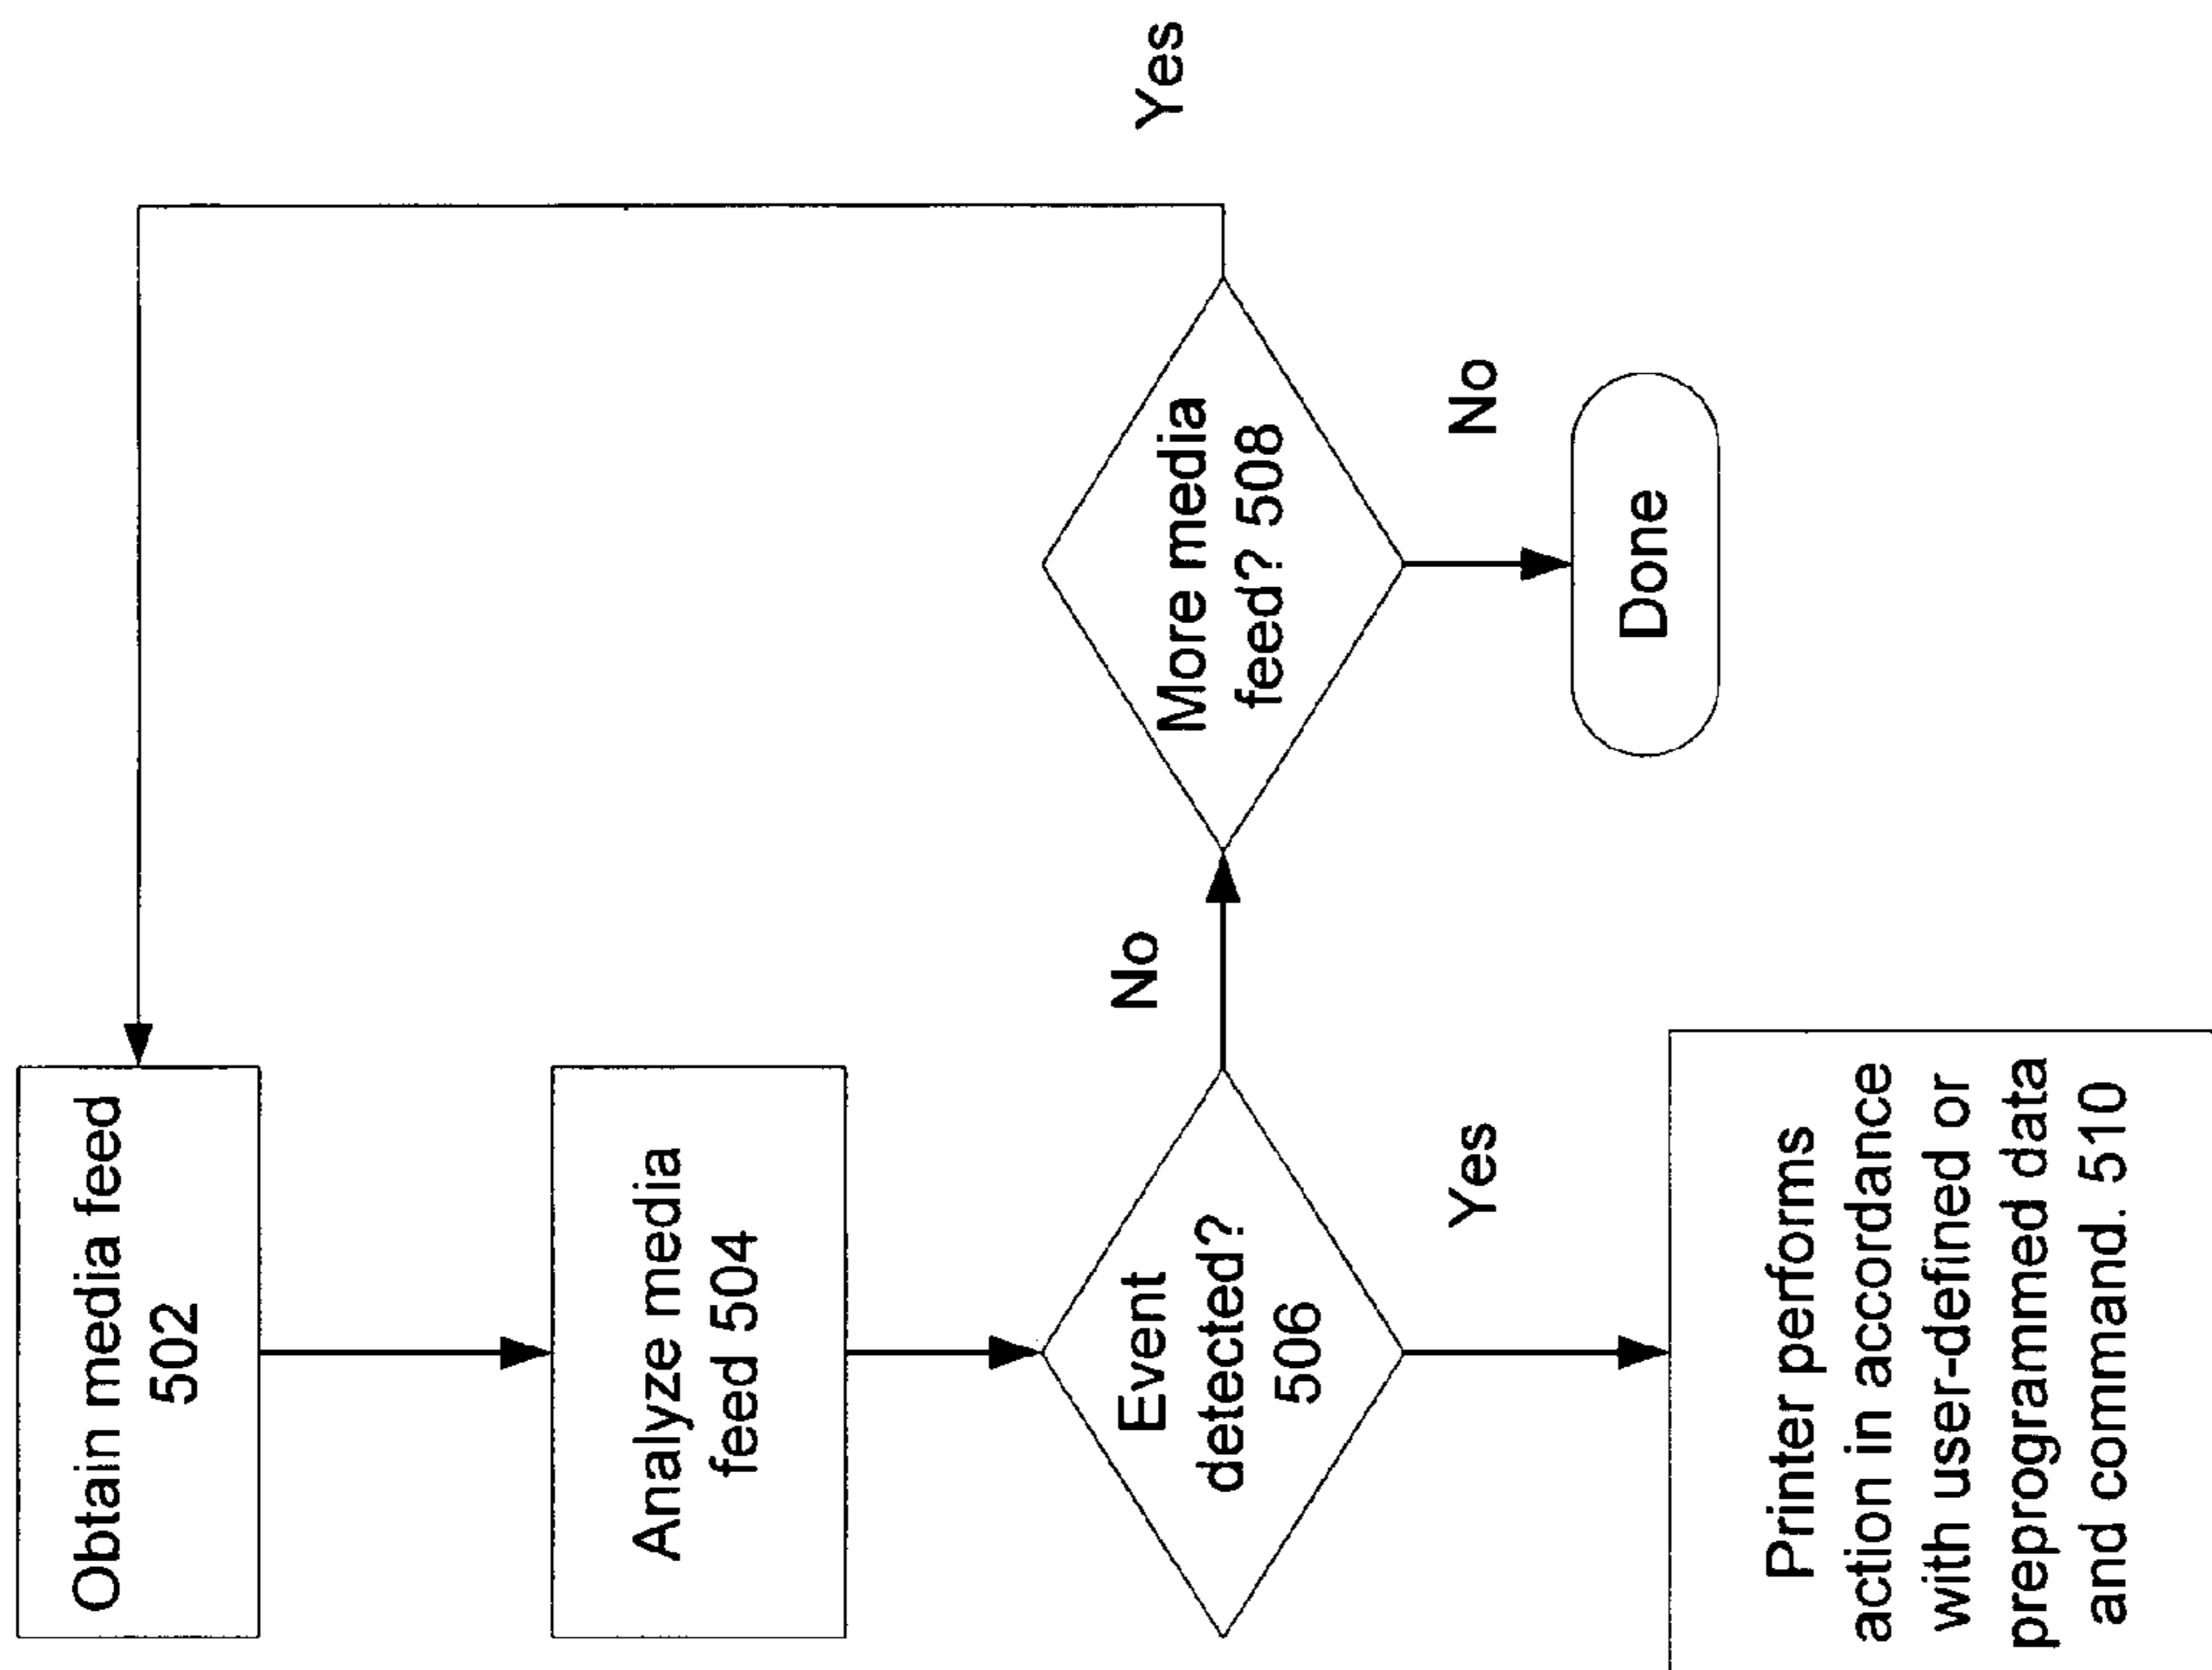 Obtain media feed
502
Analyze media
feed 504
Event
detected?
506
No
Yes
More media
feed? 508
Yes
No
Done
Printer performs
action in accordance
with user-defined or
preprogrammed data
and command. 510